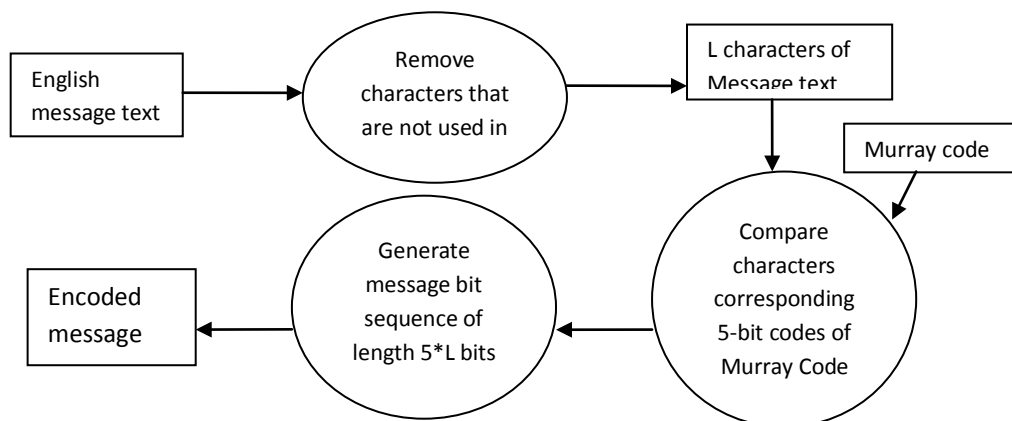 English
message text
Remove
characters that
are not used in
L characters of
Message text
Murray code
Compare
characters
corresponding
5-bit codes of
Murray Code
Generate
message bit
sequence of
length 5*L bits
Encoded
message